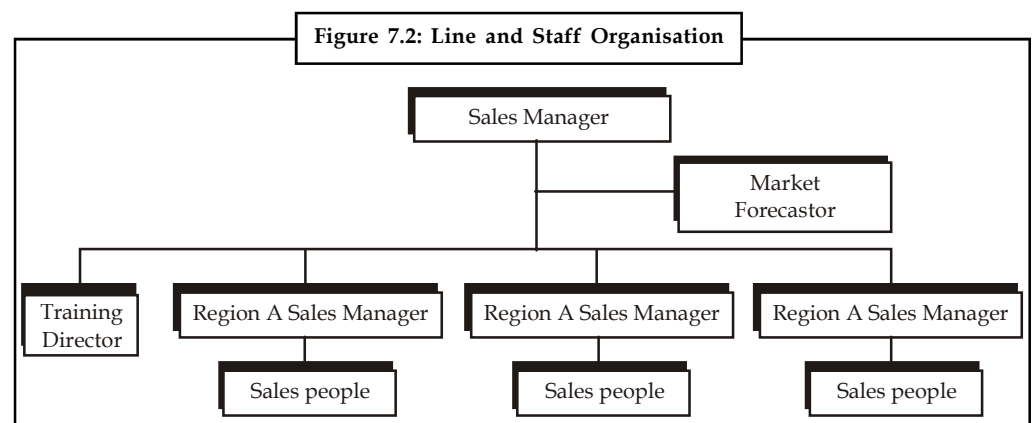 Figure 7.2: Line and Staff Organisation
Sales Manager
Market
Forecastor
Training
Director
Region A Sales Manager
Region A Sales Manager
Region A Sales Manager
Sales people
Sales people
Sales people